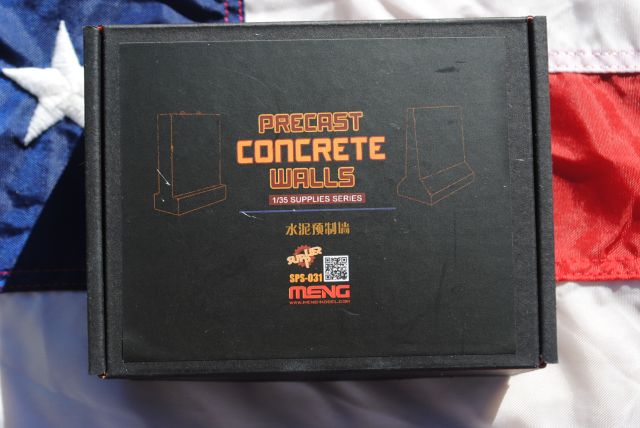 PRECAST
CONCRETE
WALLS
1/35 SUPPLIES SERIES
水泥预制墙
SPS-031
MENG
WWW.MENG-MODEL.COM